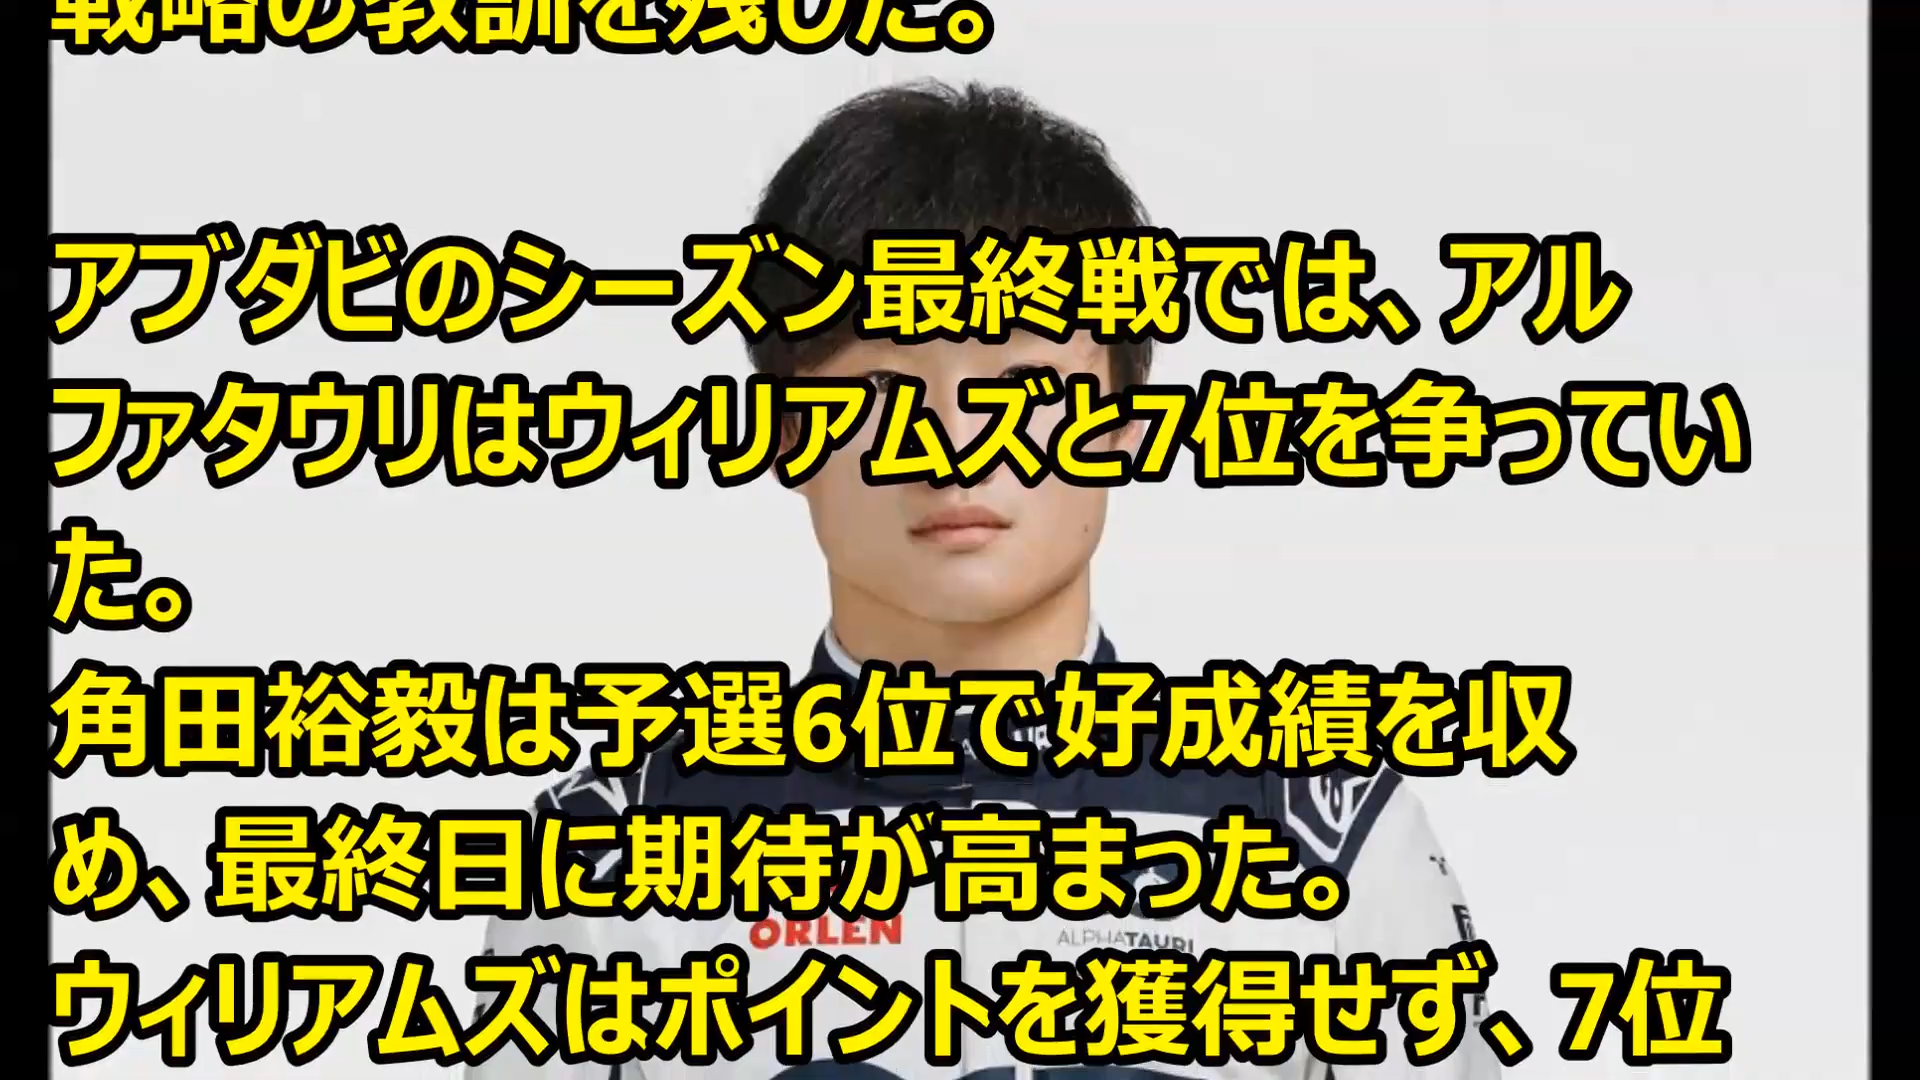 戦略の教訓を残した。
アブダビのシーズン最終戦では、アル
ファタウリはウィリアムズと7位を争ってい
た。
角田裕毅は予選6位で好成績を収
め、最終日に期待が高まった。
ORLEN
ALPHATAURI
ウィリアムズはポイントを獲得せず、7位